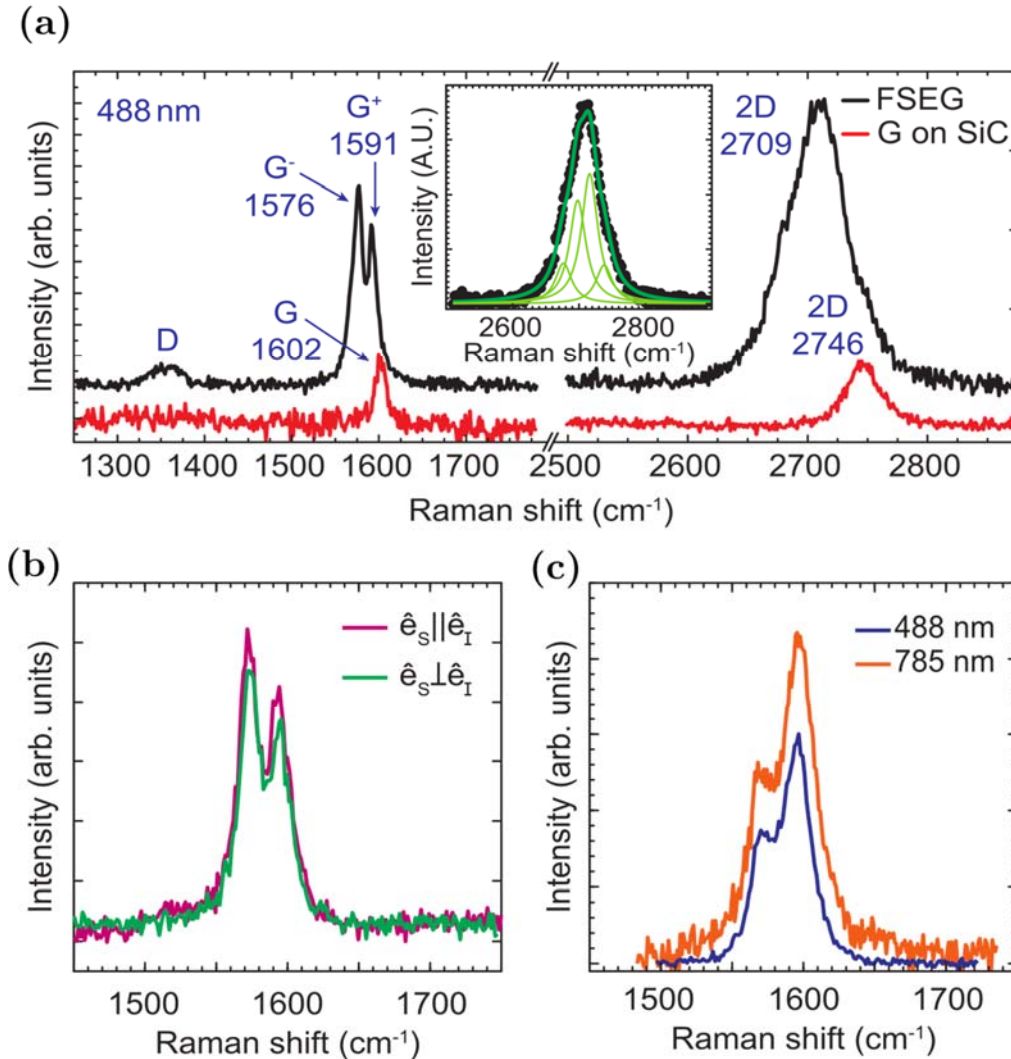 (a)
488 nm
G⁻
1576
G⁺
1591
G
1602
D
2D
2709
2D
2746
FSEG
G on SiC
Intensity (arb. units)
1300 1400 1500 1600 1700 2500 2600 2700 2800
Raman shift (cm⁻¹)
Intensity (A.U.)
2600 2800
Raman shift (cm⁻¹)
(b)
ê_S||ê_I
ê_S⊥ê_I
Intensity (arb. units)
1500 1600 1700
Raman shift (cm⁻¹)
(c)
488 nm
785 nm
Intensity (arb. units)
1500 1600 1700
Raman shift (cm⁻¹)